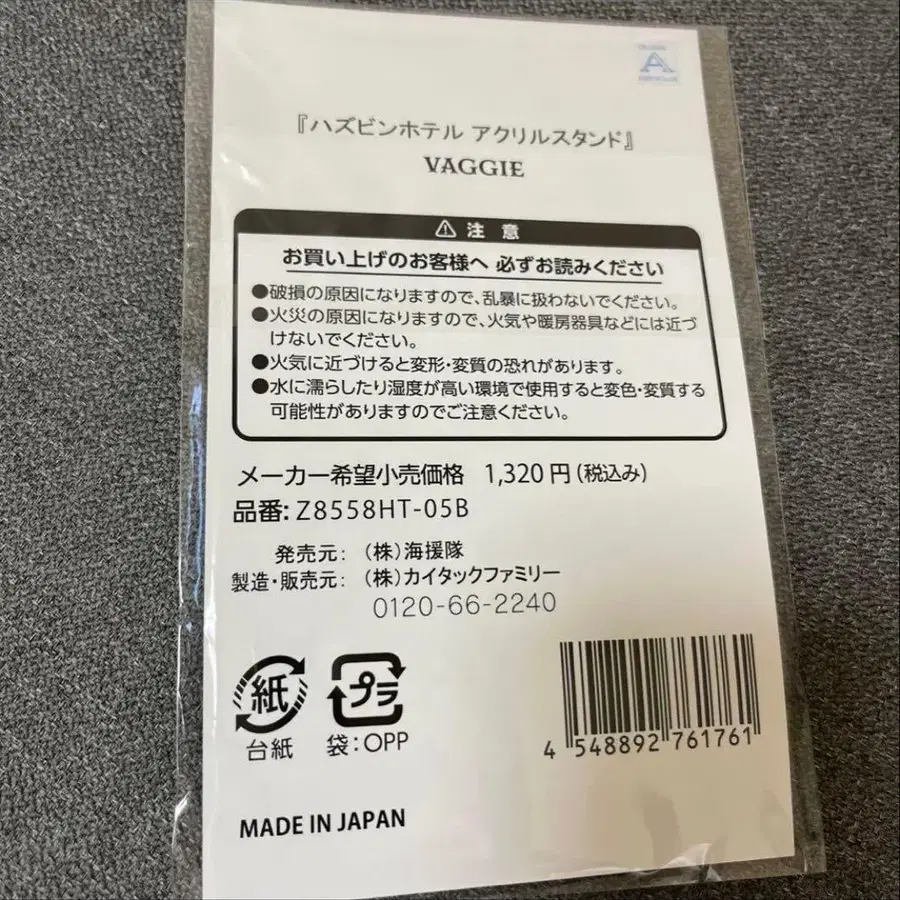 『ハズビンホテル アクリルスタンド』
VAGGIE
注意
お買い上げのお客様へ 必ずお読みください
●破損の原因になりますので、乱暴に扱わないでください。
●火災の原因になりますので、火気や暖房器具などには近づ
けないでください。
●火気に近づけると変形・変質の恐れがあります。
●水に濡らしたり湿度が高い環境で使用すると変色・変質する
可能性がありますのでご注意ください。
メーカー希望小売価格 1,320円(税込み)
品番:Z8558HT-05B
発売元:(株)海援隊
製造・販売元:(株)カイタックファミリー
0120-66-2240
紙 プラ
台紙 袋:OPP
4 548892 761761
MADE IN JAPAN